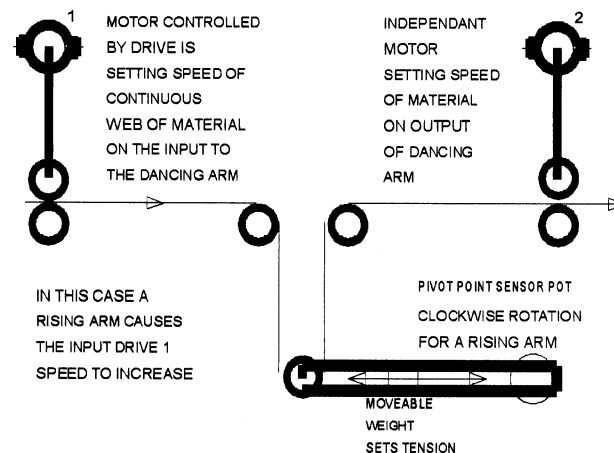 1
MOTOR CONTROLLED
BY DRIVE IS
SETTING SPEED OF
CONTINUOUS
WEB OF MATERIAL
ON THE INPUT TO
THE DANCING ARM
INDEPENDANT
MOTOR
SETTING SPEED
OF MATERIAL
ON OUTPUT
OF DANCING
ARM
2
IN THIS CASE A
RISING ARM CAUSES
THE INPUT DRIVE 1
SPEED TO INCREASE
PIVOT POINT SENSOR POT
CLOCKWISE ROTATION
FOR A RISING ARM
MOVEABLE
WEIGHT
SETS TENSION